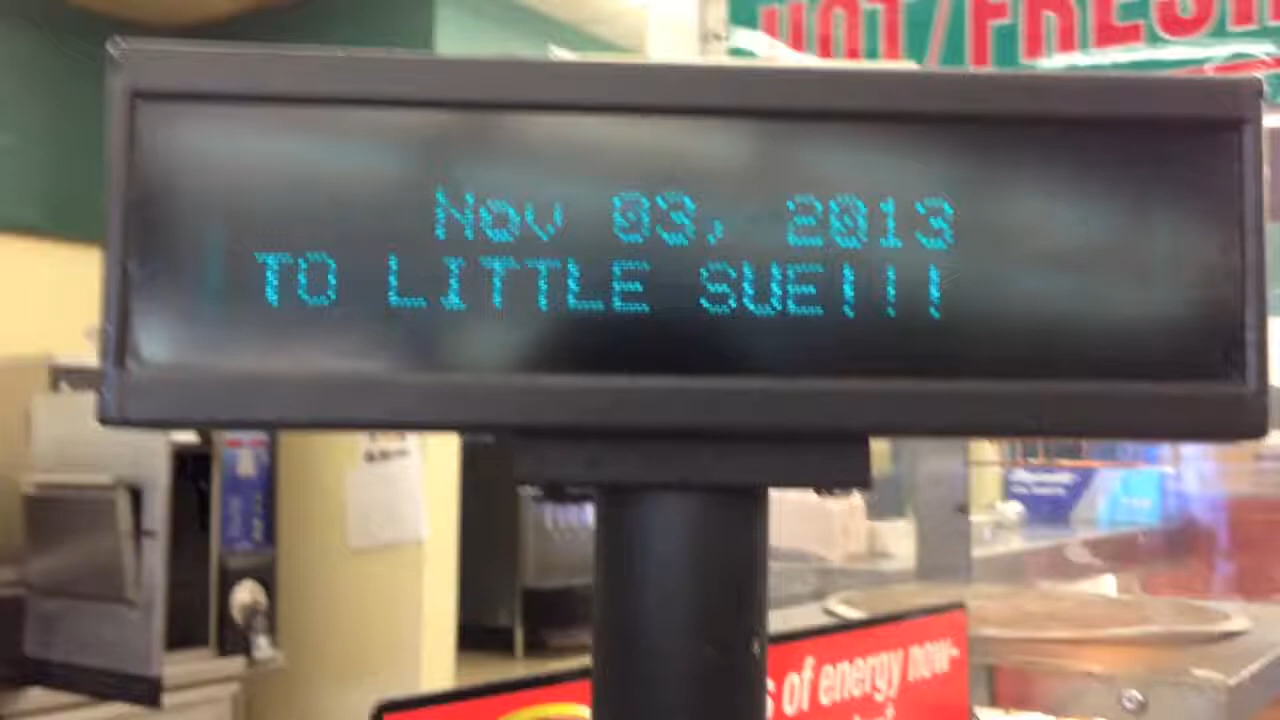 HOT/FRESH
Nov 03, 2013
TO LITTLE SUE!!!
of energy now-